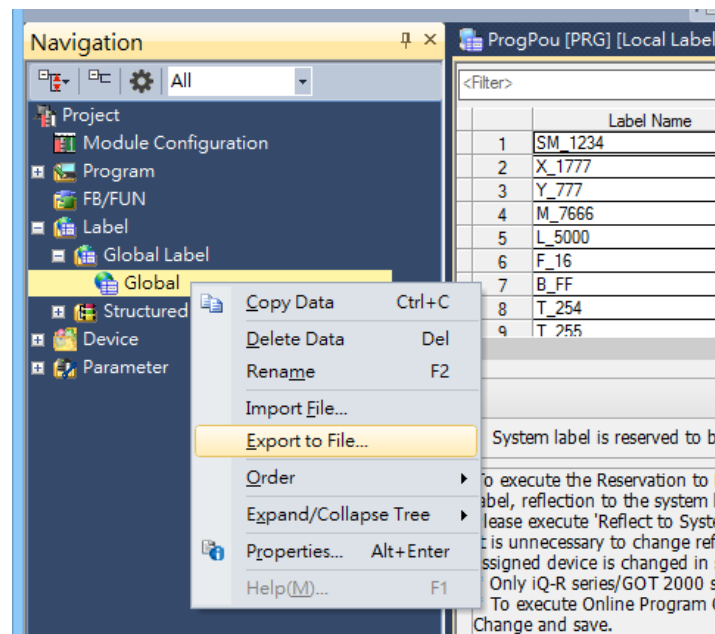 Navigation
All
Project
Module Configuration
Program
FB/FUN
Label
Global Label
Global
Structured
Device
Parameter
Copy Data Ctrl+C
Delete Data Del
Rename F2
Import File...
Export to File...
Order
Expand/Collapse Tree
Properties... Alt+Enter
Help(M)... F1
ProgPou [PRG] [Local Label
<Filter>
Label Name
1 SM_1234
2 X_1777
3 Y_777
4 M_7666
5 L_5000
6 F_16
7 B_FF
8 T_254
9 T_255
System label is reserved to b
To execute the Reservation to
abel, reflection to the system
lease execute 'Reflect to Syste
t is unnecessary to change ref
ssigned device is changed in
Only iQ-R series/GOT 2000 s
To execute Online Program
Change and save.